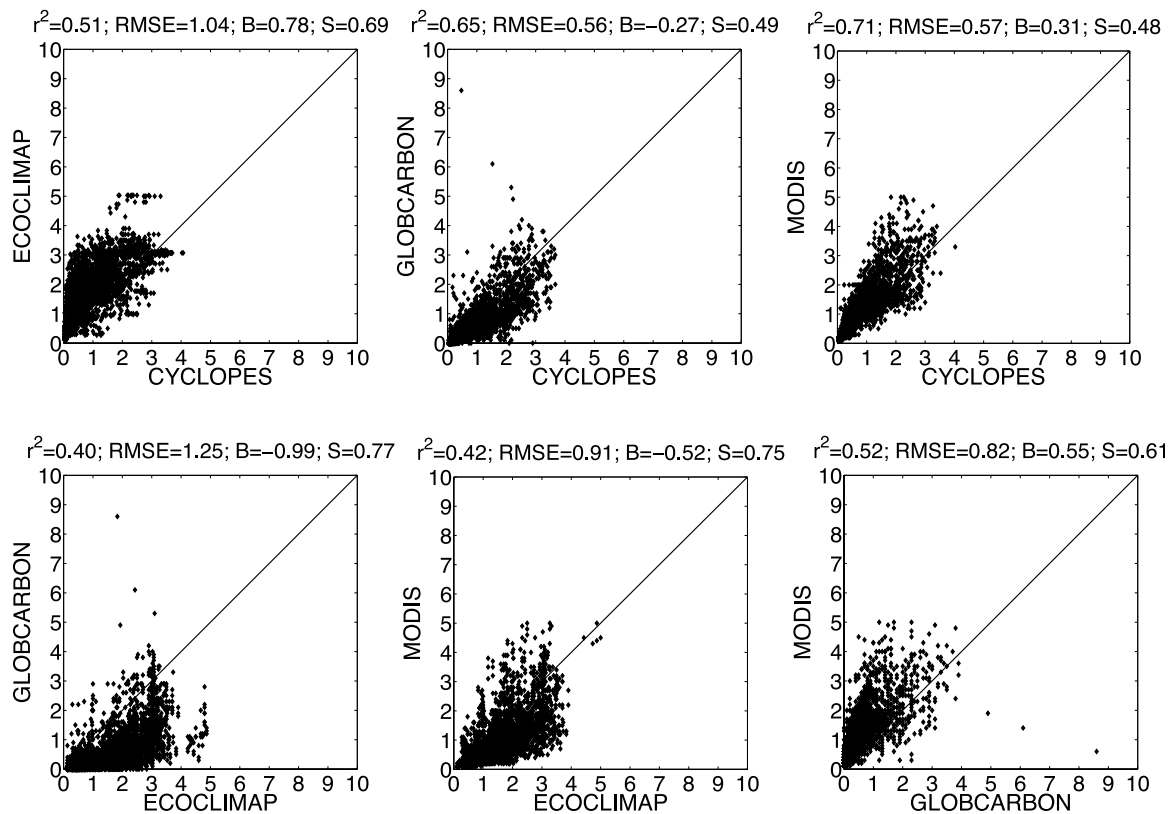 r²=0.51; RMSE=1.04; B=0.78; S=0.69
r²=0.65; RMSE=0.56; B=−0.27; S=0.49
r²=0.71; RMSE=0.57; B=0.31; S=0.48
10
9
8
7
6
5
4
3
2
1
0
ECOCLIMAP
0 1 2 3 4 5 6 7 8 9 10
CYCLOPES
10
9
8
7
6
5
4
3
2
1
0
GLOBCARBON
0 1 2 3 4 5 6 7 8 9 10
CYCLOPES
10
9
8
7
6
5
4
3
2
1
0
MODIS
0 1 2 3 4 5 6 7 8 9 10
CYCLOPES
r²=0.40; RMSE=1.25; B=−0.99; S=0.77
r²=0.42; RMSE=0.91; B=−0.52; S=0.75
r²=0.52; RMSE=0.82; B=0.55; S=0.61
10
9
8
7
6
5
4
3
2
1
0
GLOBCARBON
0 1 2 3 4 5 6 7 8 9 10
ECOCLIMAP
10
9
8
7
6
5
4
3
2
1
0
MODIS
0 1 2 3 4 5 6 7 8 9 10
ECOCLIMAP
10
9
8
7
6
5
4
3
2
1
0
MODIS
0 1 2 3 4 5 6 7 8 9 10
GLOBCARBON